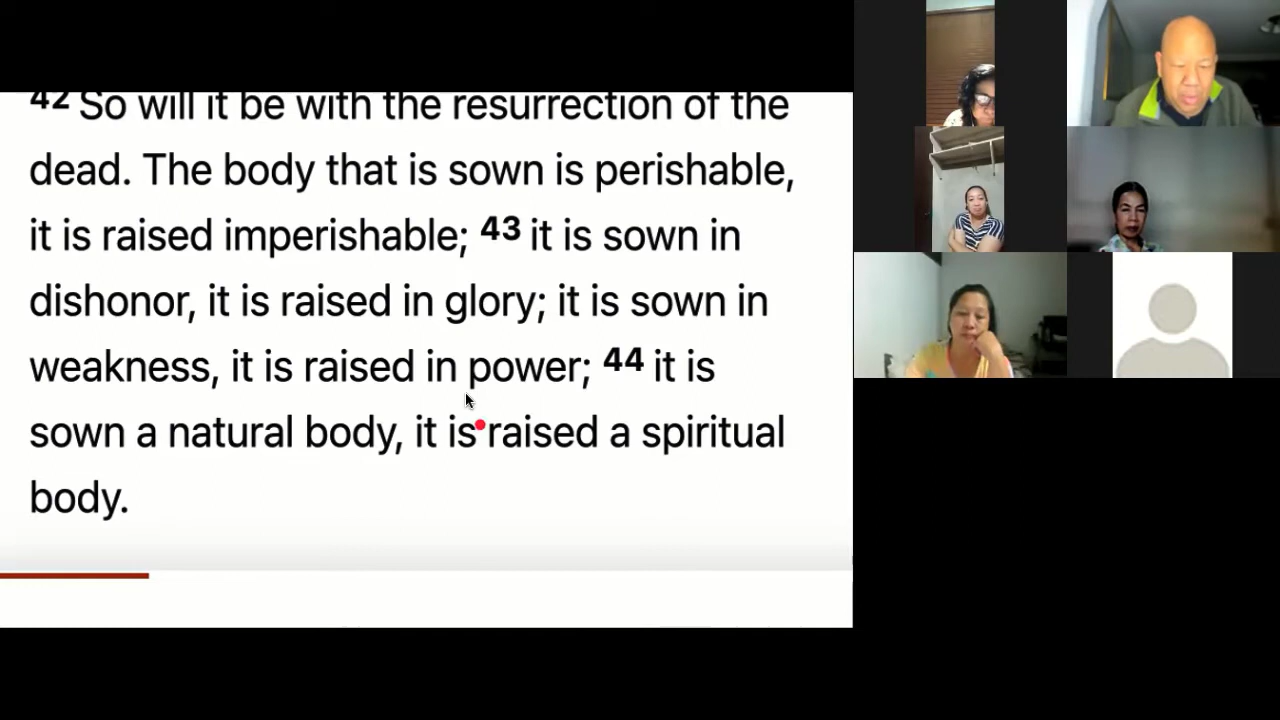 42 So will it be with the resurrection of the
dead. The body that is sown is perishable,
it is raised imperishable; 43 it is sown in
dishonor, it is raised in glory; it is sown in
weakness, it is raised in power; 44 it is
sown a natural body, it is raised a spiritual
body.